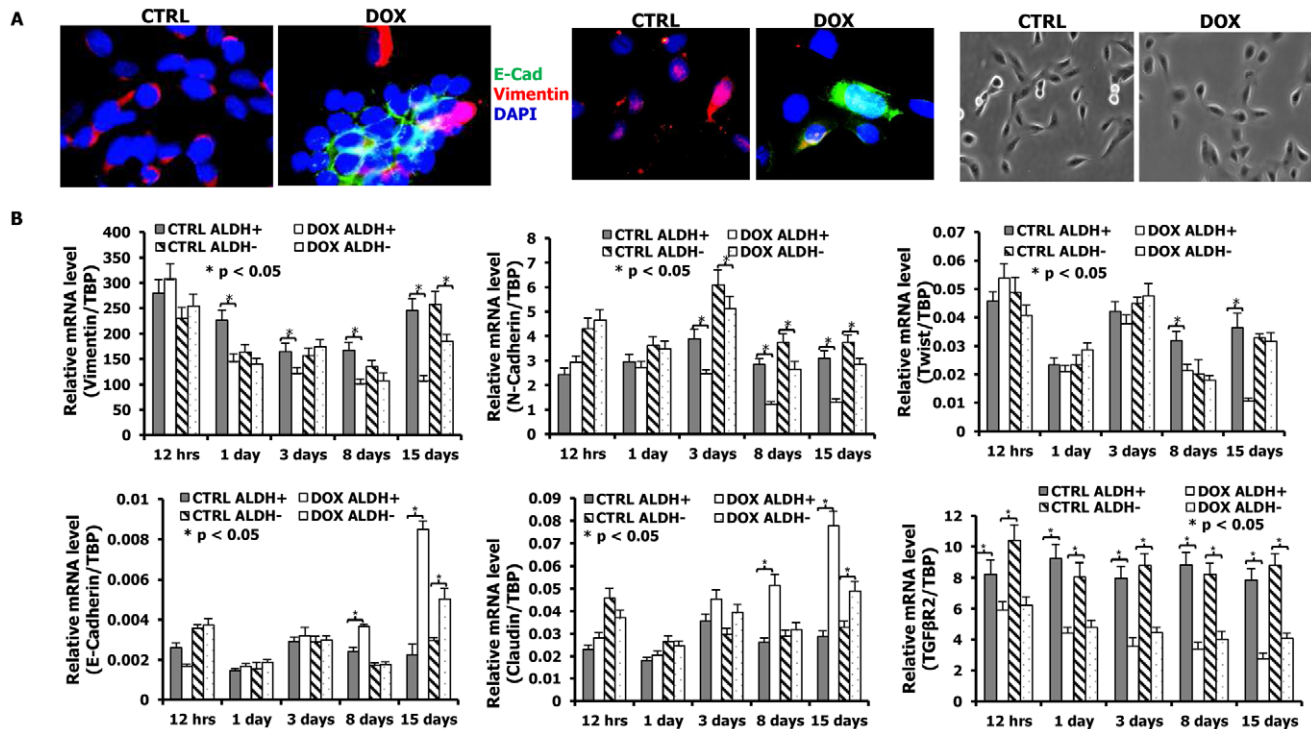 A
CTRL
DOX
E-Cad
Vimentin
DAPI
CTRL
DOX
CTRL
DOX
B
Relative mRNA level
(Vimentin/TBP)
400
350
300
250
200
150
100
50
0
CTRL ALDH+
DOX ALDH+
CTRL ALDH-
DOX ALDH-
* p < 0.05
*
*
*
*
*
12 hrs
1 day
3 days
8 days
15 days
Relative mRNA level
(N-Cadherin/TBP)
8
7
6
5
4
3
2
1
0
CTRL ALDH+
DOX ALDH+
CTRL ALDH-
DOX ALDH-
* p < 0.05
*
*
*
*
*
*
12 hrs
1 day
3 days
8 days
15 days
Relative mRNA level
(Twist/TBP)
0.07
0.06
0.05
0.04
0.03
0.02
0.01
0
CTRL ALDH+
DOX ALDH+
CTRL ALDH-
DOX ALDH-
* p < 0.05
*
*
12 hrs
1 day
3 days
8 days
15 days
Relative mRNA level
(E-Cadherin/TBP)
0.01
0.008
0.006
0.004
0.002
0
CTRL ALDH+
DOX ALDH+
CTRL ALDH-
DOX ALDH-
* p < 0.05
*
*
*
12 hrs
1 day
3 days
8 days
15 days
Relative mRNA level
(Claudin/TBP)
0.09
0.08
0.07
0.06
0.05
0.04
0.03
0.02
0.01
0
CTRL ALDH+
DOX ALDH+
CTRL ALDH-
DOX ALDH-
* p < 0.05
*
*
*
12 hrs
1 day
3 days
8 days
15 days
Relative mRNA level
(TGFβR2/TBP)
12
10
8
6
4
2
0
CTRL ALDH+
DOX ALDH+
CTRL ALDH-
DOX ALDH-
* p < 0.05
*
*
*
*
*
*
*
*
*
*
12 hrs
1 day
3 days
8 days
15 days